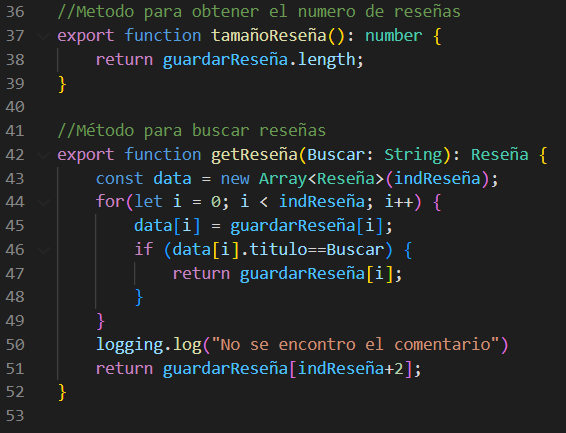 36 //Metodo para obtener el numero de reseñas
37 export function tamañoReseña(): number {
38     return guardarReseña.length;
39 }
40
41 //Método para buscar reseñas
42 export function getReseña(Buscar: String): Reseña {
43     const data = new Array<Reseña>(indReseña);
44     for(let i = 0; i < indReseña; i++) {
45         data[i] = guardarReseña[i];
46         if (data[i].titulo==Buscar) {
47             return guardarReseña[i];
48         }
49     }
50     logging.log("No se encontro el comentario")
51     return guardarReseña[indReseña+2];
52 }
53